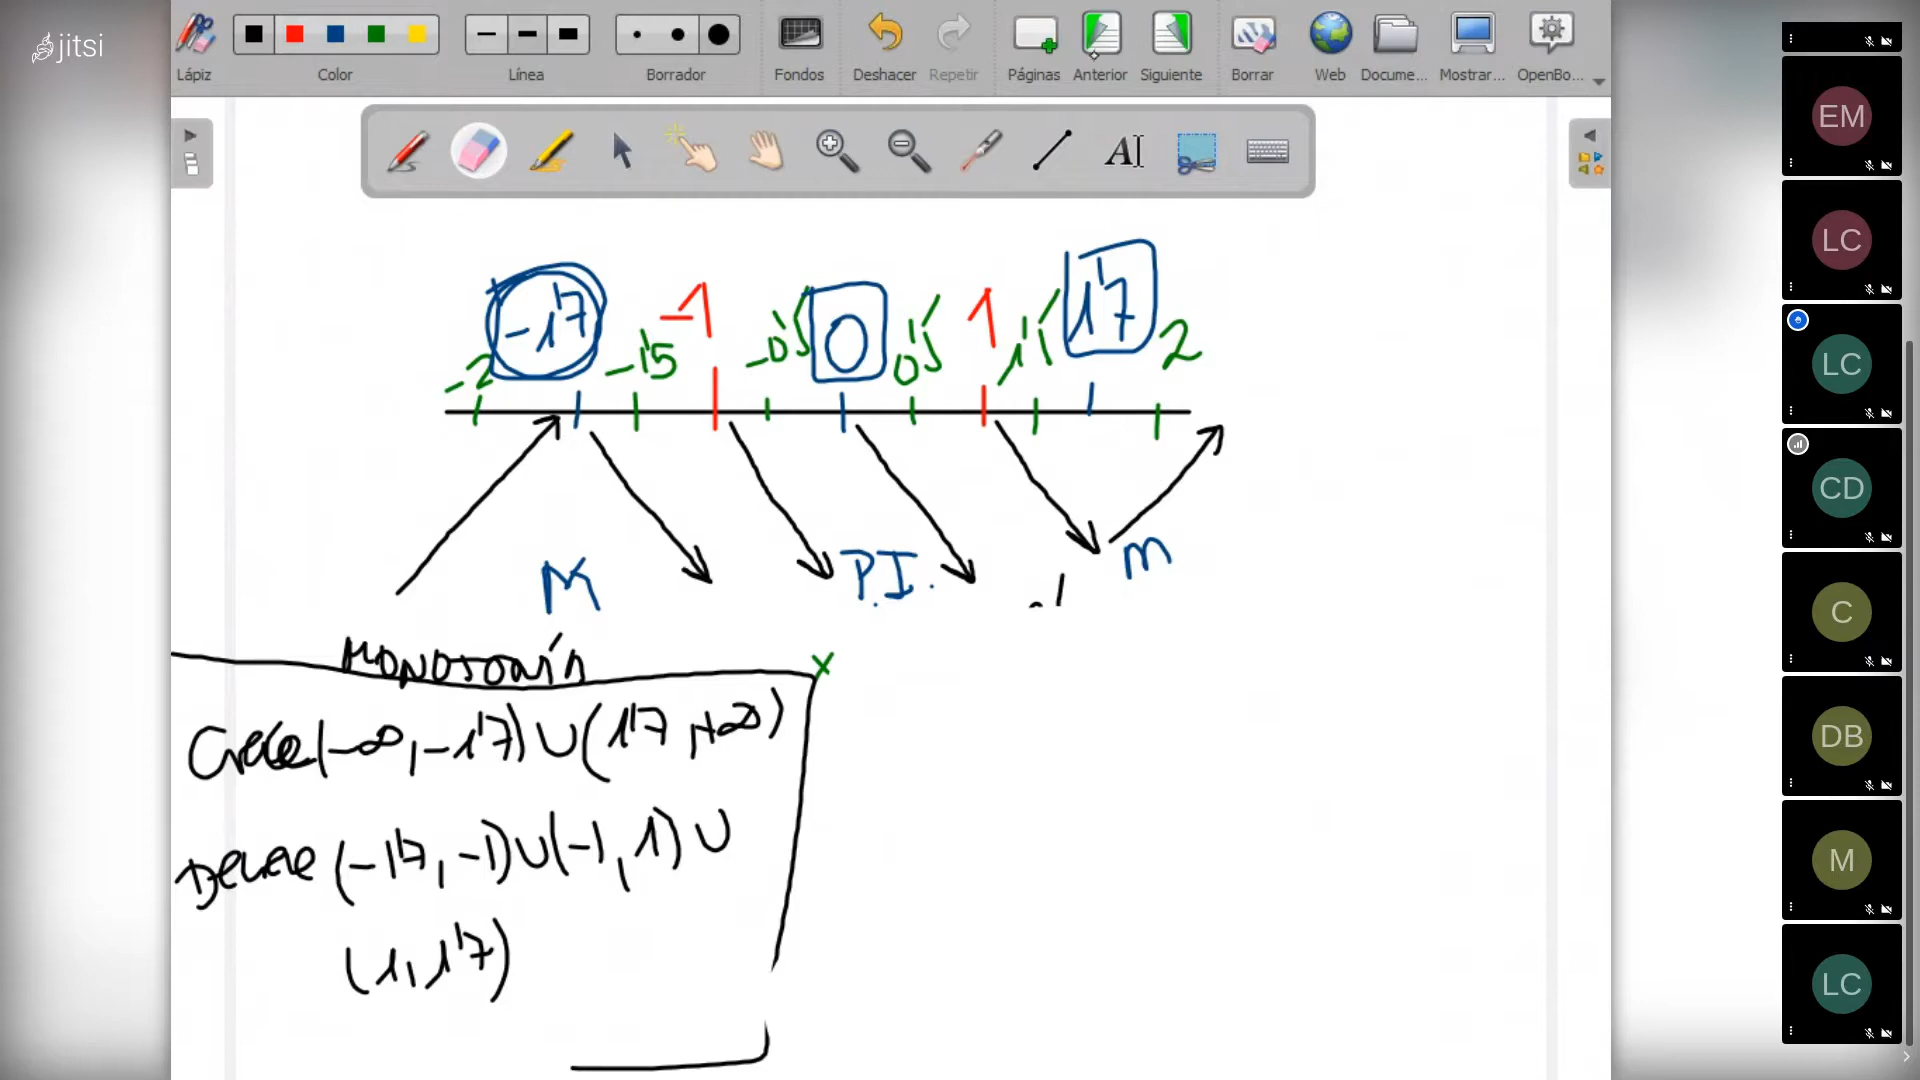 jitsi
Lápiz Color Línea Borrador Fondos Deshacer Repetir Páginas Anterior Siguiente Borrar Web Docume... Mostrar... OpenBo...
-2 -1'7 -1'5 -1 -0'5 0 0'5 1 1'1 1'7 2
M P.I. m
MONOTONÍA
x
Crece (-∞, -1'7) ∪ (1'7, +∞)
Decrece (-1'7, -1) ∪ (-1, 1) ∪
(1, 1'7)
EM
LC
LC
CD
C
DB
M
LC